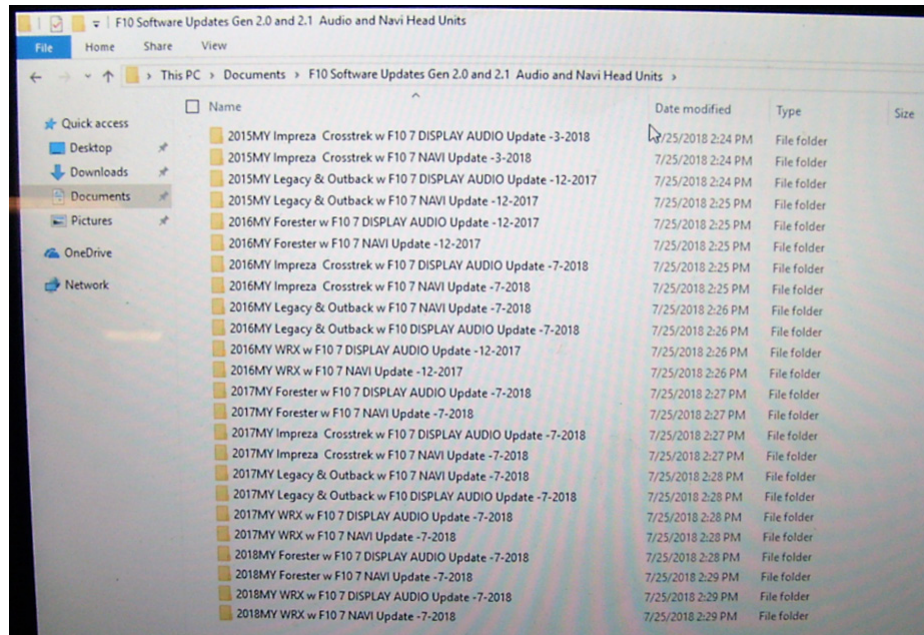 F10 Software Updates Gen 2.0 and 2.1 Audio and Navi Head Units
File Home Share View
This PC > Documents > F10 Software Updates Gen 2.0 and 2.1 Audio and Navi Head Units >
Name Date modified Type Size
Quick access
Desktop
Downloads
Documents
Pictures
OneDrive
Network
2015MY Impreza Crosstrek w F10 7 DISPLAY AUDIO Update -3-2018 7/25/2018 2:24 PM File folder
2015MY Impreza Crosstrek w F10 7 NAVI Update -3-2018 7/25/2018 2:24 PM File folder
2015MY Legacy & Outback w F10 7 DISPLAY AUDIO Update -12-2017 7/25/2018 2:24 PM File folder
2015MY Legacy & Outback w F10 7 NAVI Update -12-2017 7/25/2018 2:25 PM File folder
2016MY Forester w F10 7 DISPLAY AUDIO Update -12-2017 7/25/2018 2:25 PM File folder
2016MY Forester w F10 7 NAVI Update -12-2017 7/25/2018 2:25 PM File folder
2016MY Impreza Crosstrek w F10 7 DISPLAY AUDIO Update -7-2018 7/25/2018 2:25 PM File folder
2016MY Impreza Crosstrek w F10 7 NAVI Update -7-2018 7/25/2018 2:25 PM File folder
2016MY Legacy & Outback w F10 7 NAVI Update -7-2018 7/25/2018 2:26 PM File folder
2016MY Legacy & Outback w F10 DISPLAY AUDIO Update -7-2018 7/25/2018 2:26 PM File folder
2016MY WRX w F10 7 DISPLAY AUDIO Update -12-2017 7/25/2018 2:26 PM File folder
2016MY WRX w F10 7 NAVI Update -12-2017 7/25/2018 2:26 PM File folder
2017MY Forester w F10 7 DISPLAY AUDIO Update -7-2018 7/25/2018 2:27 PM File folder
2017MY Forester w F10 7 NAVI Update -7-2018 7/25/2018 2:27 PM File folder
2017MY Impreza Crosstrek w F10 7 DISPLAY AUDIO Update -7-2018 7/25/2018 2:27 PM File folder
2017MY Impreza Crosstrek w F10 7 NAVI Update -7-2018 7/25/2018 2:27 PM File folder
2017MY Legacy & Outback w F10 7 NAVI Update -7-2018 7/25/2018 2:28 PM File folder
2017MY Legacy & Outback w F10 DISPLAY AUDIO Update -7-2018 7/25/2018 2:28 PM File folder
2017MY WRX w F10 7 DISPLAY AUDIO Update -7-2018 7/25/2018 2:28 PM File folder
2017MY WRX w F10 7 NAVI Update -7-2018 7/25/2018 2:28 PM File folder
2018MY Forester w F10 7 DISPLAY AUDIO Update -7-2018 7/25/2018 2:28 PM File folder
2018MY Forester w F10 7 NAVI Update -7-2018 7/25/2018 2:29 PM File folder
2018MY WRX w F10 7 DISPLAY AUDIO Update -7-2018 7/25/2018 2:29 PM File folder
2018MY WRX w F10 7 NAVI Update -7-2018 7/25/2018 2:29 PM File folder